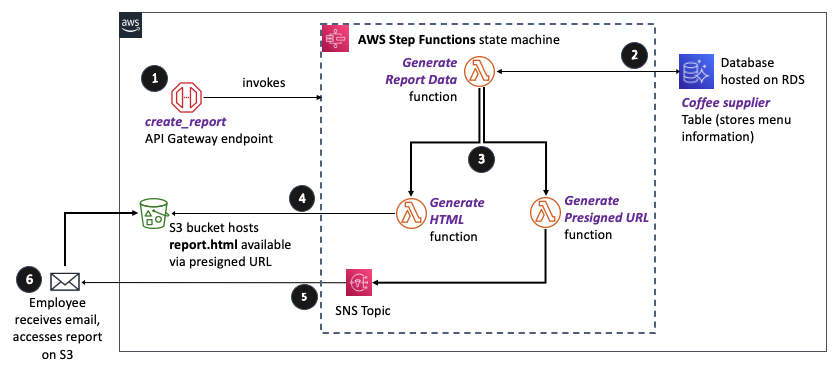 aws
AWS Step Functions state machine
1
invokes
create_report
API Gateway endpoint
Generate
Report Data
function
2
Database
hosted on RDS
Coffee supplier
Table (stores menu
information)
3
4
Generate
HTML
function
Generate
Presigned URL
function
S3 bucket hosts
report.html available
via presigned URL
5
SNS Topic
6
Employee
receives email,
accesses report
on S3